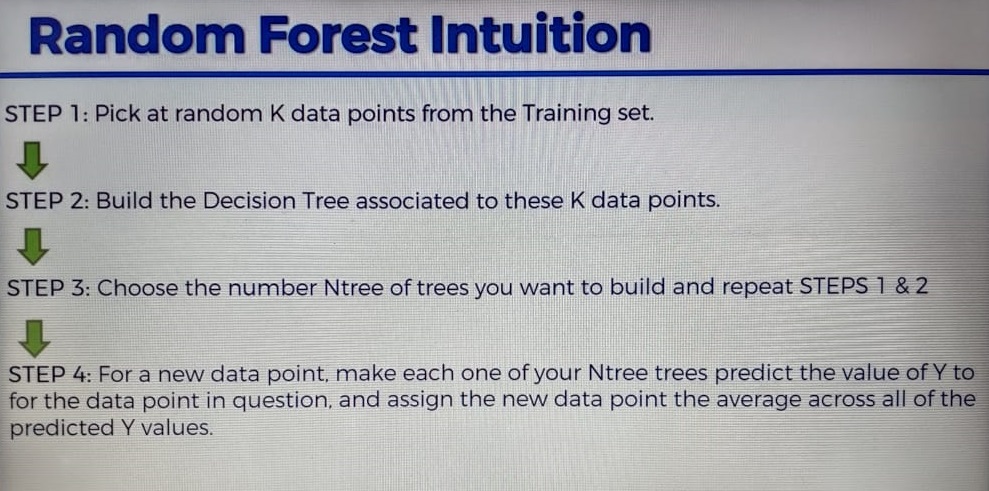 Random Forest Intuition
STEP 1: Pick at random K data points from the Training set.
STEP 2: Build the Decision Tree associated to these K data points.
STEP 3: Choose the number Ntree of trees you want to build and repeat STEPS 1 & 2
STEP 4: For a new data point, make each one of your Ntree trees predict the value of Y to
for the data point in question, and assign the new data point the average across all of the
predicted Y values.